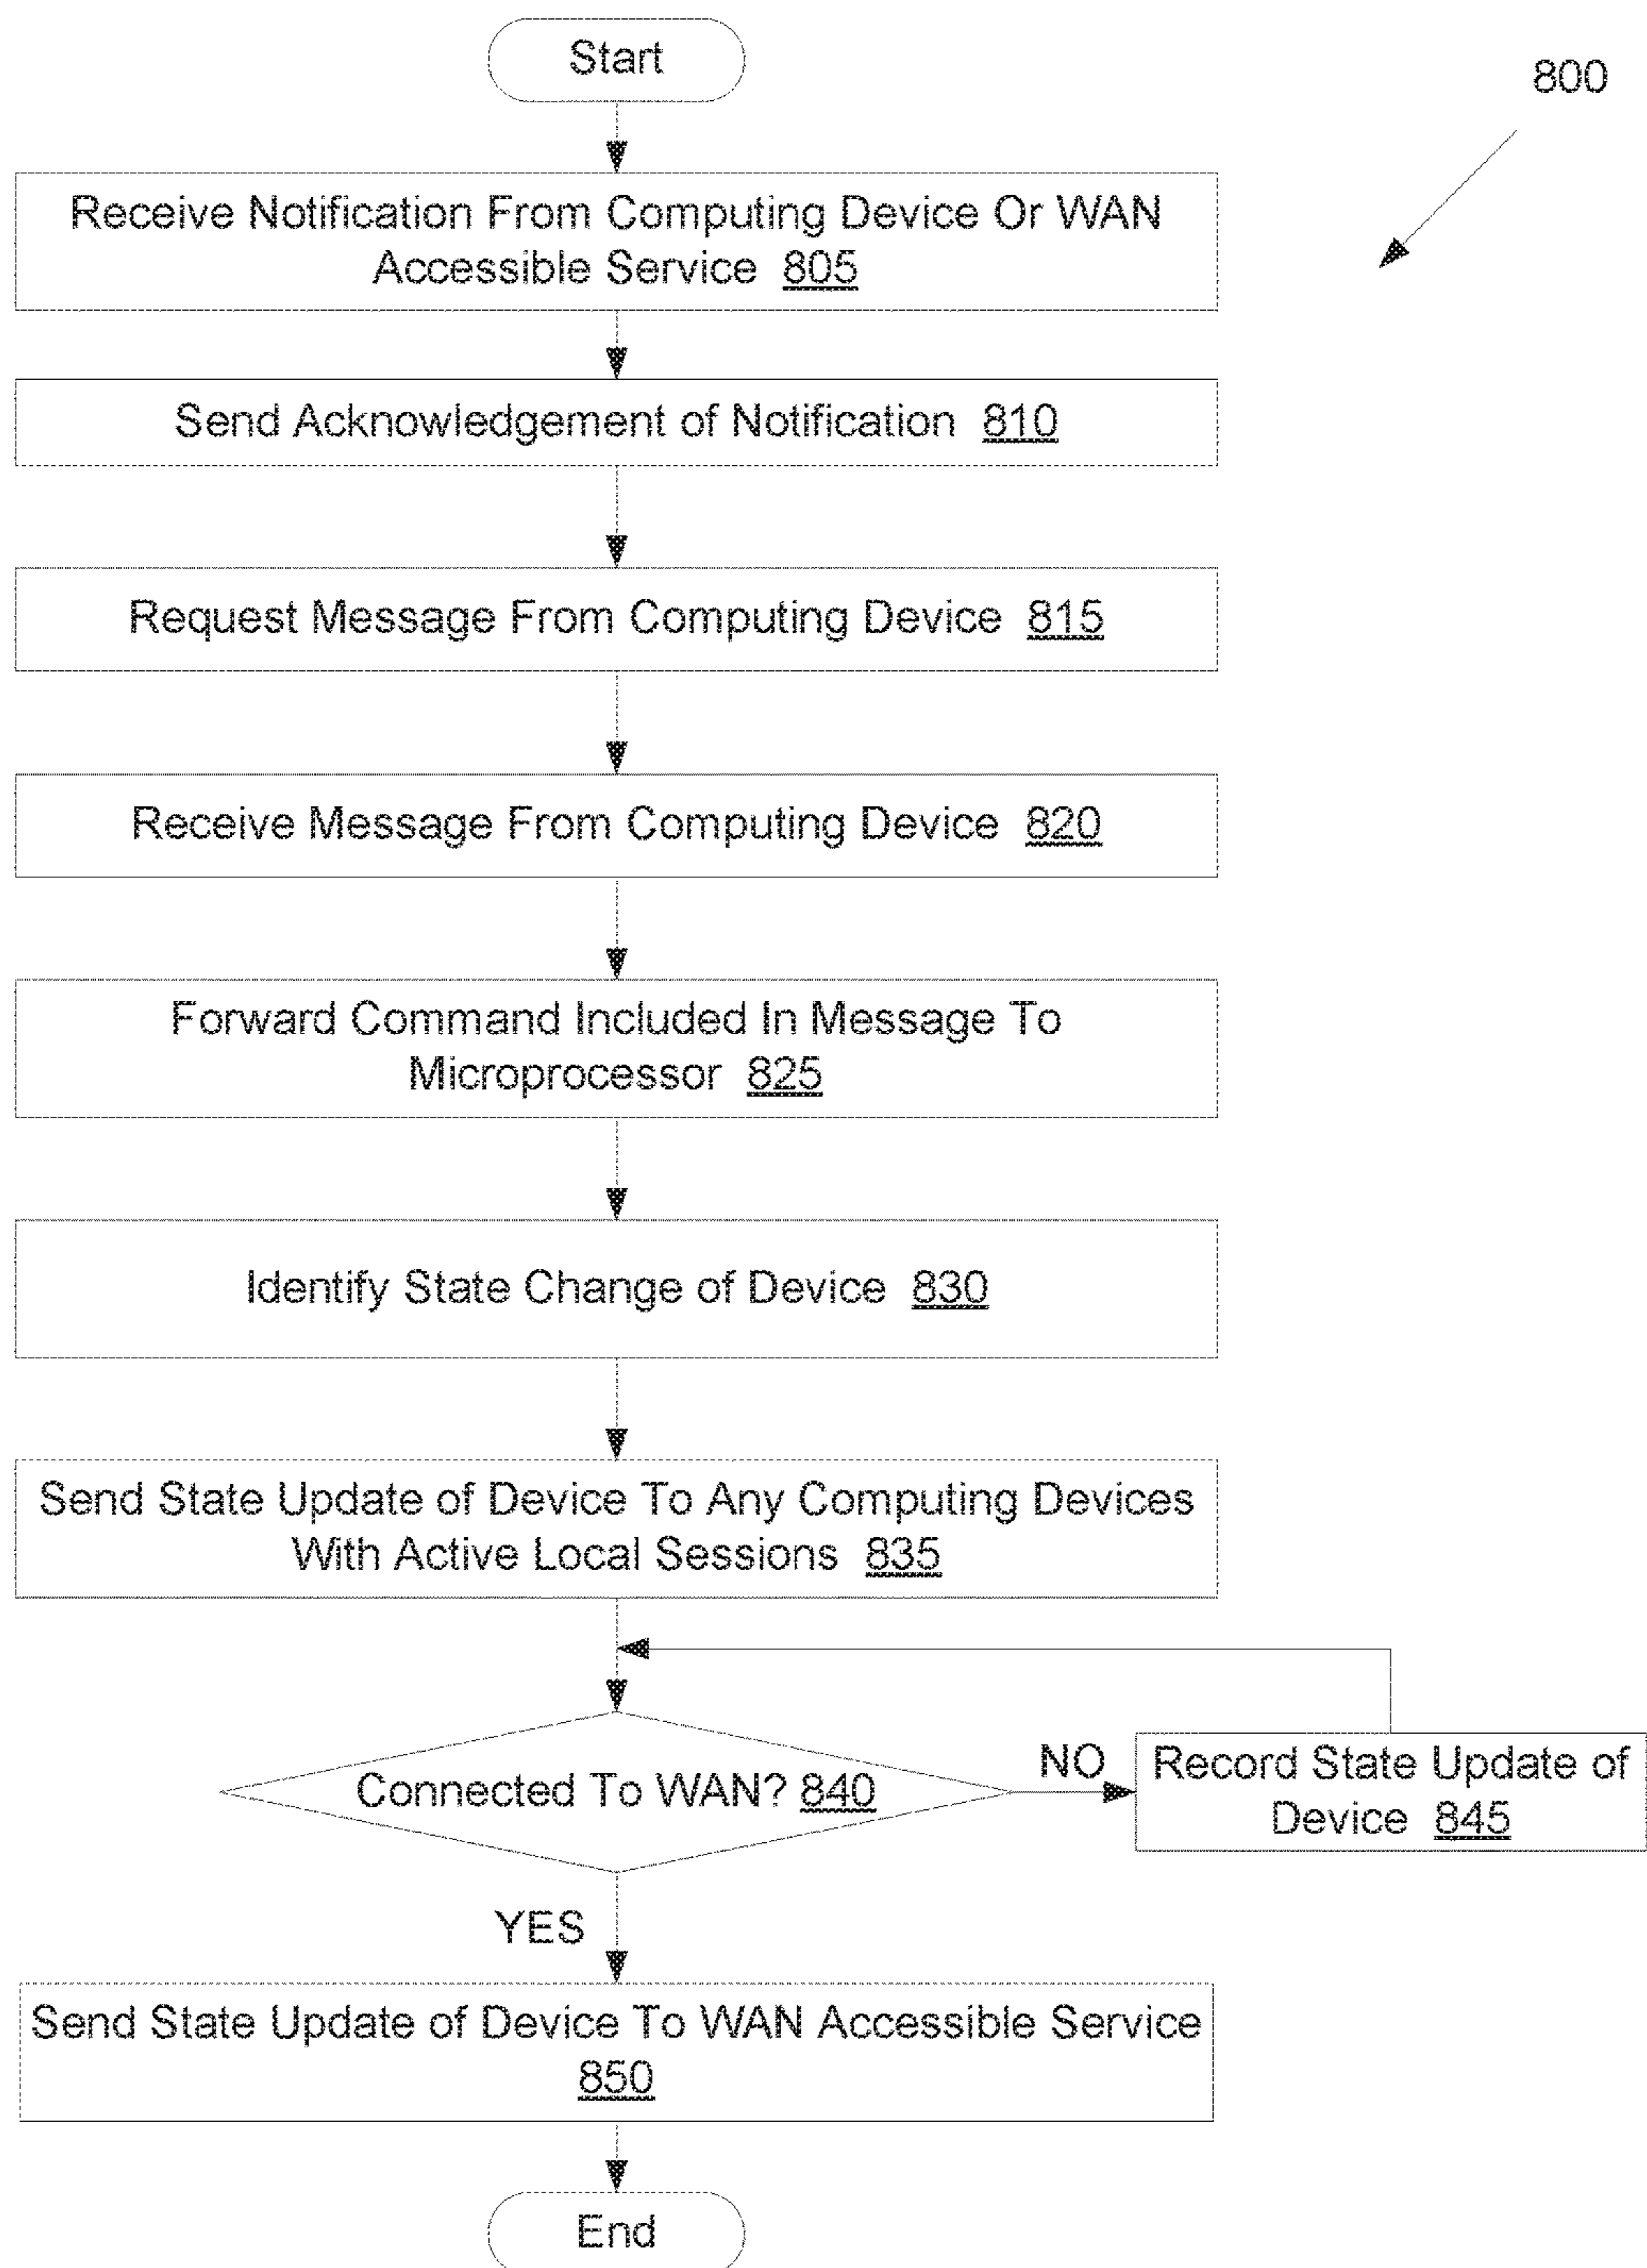 Start
800
Receive Notification From Computing Device Or WAN
Accessible Service 805
Send Acknowledgement of Notification 810
Request Message From Computing Device 815
Receive Message From Computing Device 820
Forward Command Included In Message To
Microprocessor 825
Identify State Change of Device 830
Send State Update of Device To Any Computing Devices
With Active Local Sessions 835
Connected To WAN? 840
NO
Record State Update of
Device 845
YES
Send State Update of Device To WAN Accessible Service
850
End